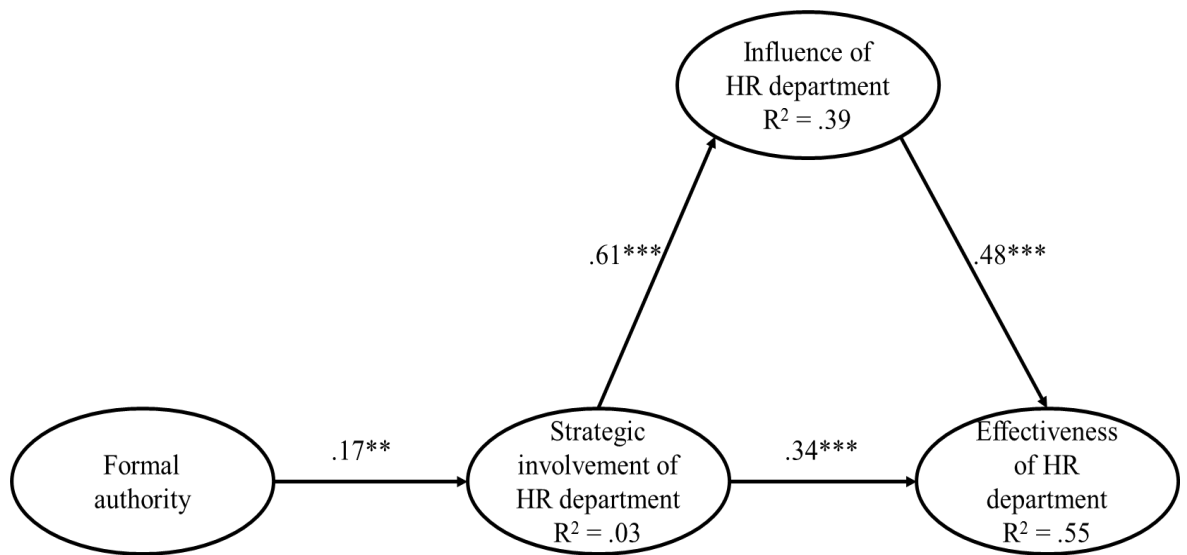 Influence of
HR department
R² = .39
.61***
.48***
Formal
authority
.17**
Strategic
involvement of
HR department
R² = .03
.34***
Effectiveness
of HR
department
R² = .55